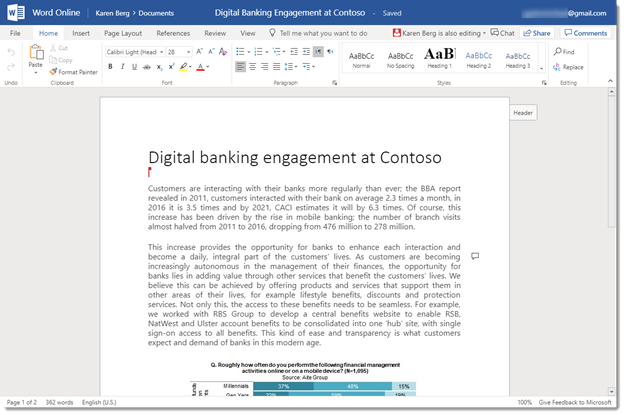 Word Online Karen Berg > Documents Digital Banking Engagement at Contoso - Saved @gmail.com
File Home Insert Page Layout References Review View Tell me what you want to do Karen Berg is also editing Chat Share Comments
Paste Cut Calibri Light (Head 28 A A AaBbCc AaBbCc AaB AaBbCc AaBbCc Find
Copy Normal No Spacing Heading 1 Heading 2 Heading 3 Replace
Format Painter B I U abc x₂ x² A
Undo Clipboard Font Paragraph Styles Editing
Header
Digital banking engagement at Contoso
Customers are interacting with their banks more regularly than ever; the BBA report
revealed in 2011, customers interacted with their bank on average 2.3 times a month, in
2016 it is 3.5 times and by 2021, CACI estimates it will by 6.3 times. Of course, this
increase has been driven by the rise in mobile banking; the number of branch visits
almost halved from 2011 to 2016, dropping from 476 million to 278 million.
This increase provides the opportunity for banks to enhance each interaction and
become a daily, integral part of the customers' lives. As customers are becoming
increasingly autonomous in the management of their finances, the opportunity for
banks lies in adding value through other services that benefit the customers' lives. We
believe this can be achieved by offering products and services that support them in
other areas of their lives, for example lifestyle benefits, discounts and protection
services. Not only this, the access to these benefits needs to be seamless. For example,
we worked with RBS Group to develop a central benefits website to enable RSB,
NatWest and Ulster account benefits to be consolidated into one 'hub' site, with single
sign-on access to all benefits. This kind of ease and transparency is what customers
expect and demand of banks in this modern age.
Q. Roughly how often do you perform the following financial management
activities online or on a mobile device? (N=1,095)
Source: Aite Group
Millennials 37% 48% 15%
Page 1 of 2 362 words English (U.S.) 100% Give Feedback to Microsoft